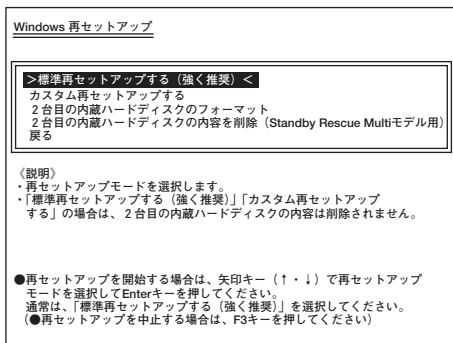 Windows 再セットアップ
＞標準再セットアップする（強く推奨）＜
カスタム再セットアップする
２台目の内蔵ハードディスクのフォーマット
２台目の内蔵ハードディスクの内容を削除（Standby Rescue Multiモデル用）
戻る
《説明》
・再セットアップモードを選択します。
・「標準再セットアップする（強く推奨）」「カスタム再セットアップ
する」の場合は、２台目の内蔵ハードディスクの内容は削除されません。
●再セットアップを開始する場合は、矢印キー（↑・↓）で再セットアップ
モードを選択してEnterキーを押してください。
通常は、「標準再セットアップする（強く推奨）」を選択してください。
（●再セットアップを中止する場合は、F3キーを押してください）